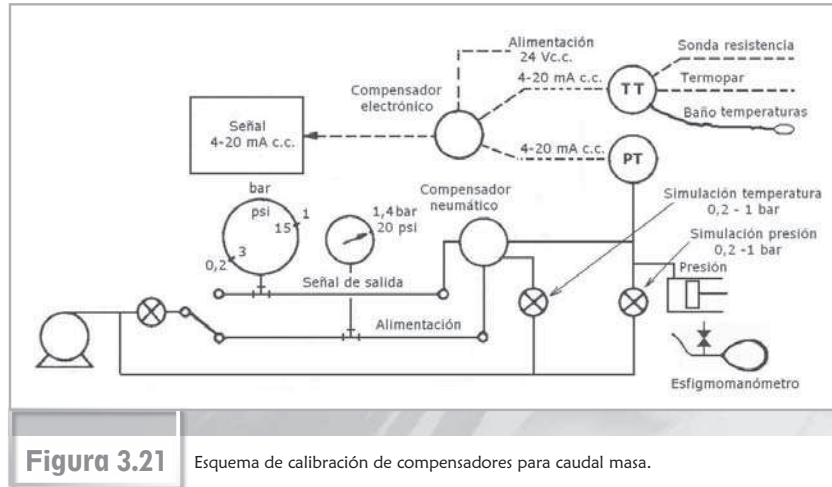 Alimentación
24 Vc.c.
Sonda resistencia
4-20 mA c.c.
TT
Termopar
Compensador
electrónico
Baño temperaturas
Señal
4-20 mA c.c.
4-20 mA c.c.
PT
bar
psi
1
15
3
0,2
1,4bar
20 psi
Compensador
neumático
Simulación temperatura
0,2 - 1 bar
Simulación presión
0,2 -1 bar
Presión
Señal de salida
Alimentación
Esfigmomanómetro
Figura 3.21
Esquema de calibración de compensadores para caudal masa.